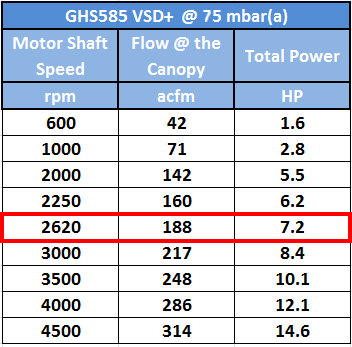 GHS585 VSD+ @ 75 mbar(a)
Motor Shaft Speed Flow @ the Canopy Total Power
rpm acfm HP
600 42 1.6
1000 71 2.8
2000 142 5.5
2250 160 6.2
2620 188 7.2
3000 217 8.4
3500 248 10.1
4000 286 12.1
4500 314 14.6